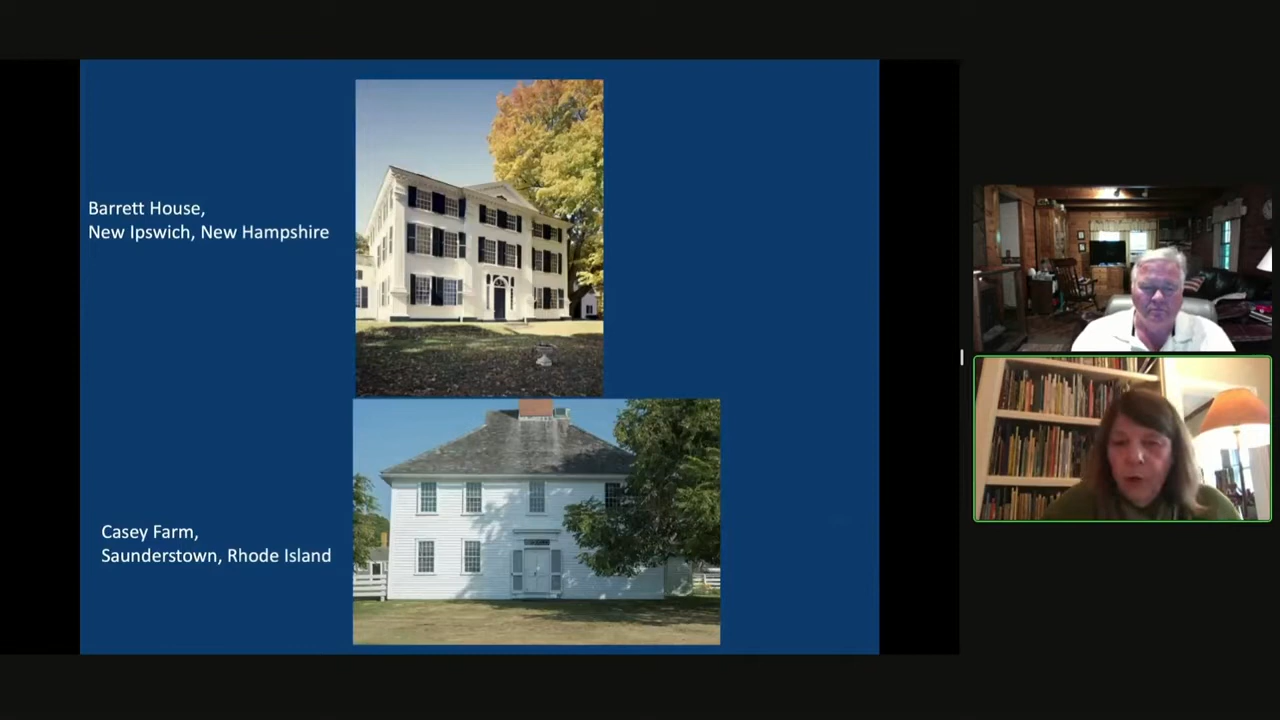 Barrett House,
New Ipswich, New Hampshire
Casey Farm,
Saunderstown, Rhode Island